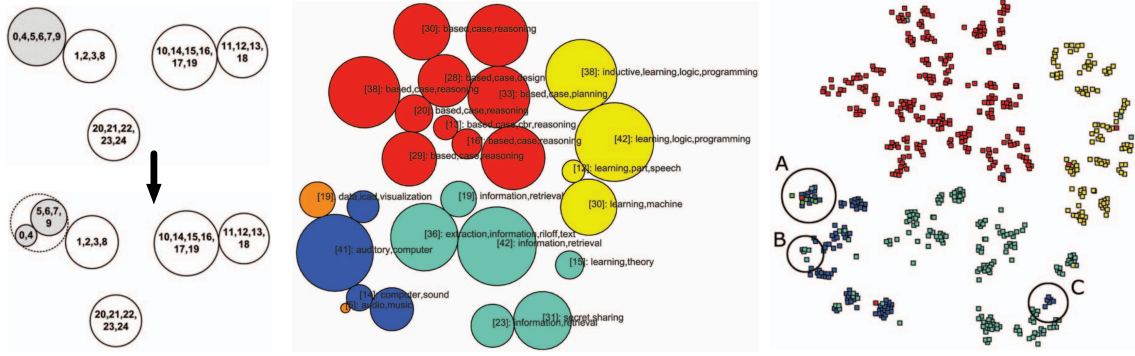 0,4,5,6,7,9
1,2,3,8
10,14,15,16,
17,19
11,12,13,
18
20,21,22,
23,24
5,6,7,
9
0,4
1,2,3,8
10,14,15,16,
17,19
11,12,13,
18
20,21,22,
23,24
[30]: based,case,reasoning
[28]: based,case,design
[38]: based,case,reasoning
[33]: based,case,planning
[20]: based,case,reasoning
[13]: based,case,cbr,reasoning
[16]: based,case,reasoning
[29]: based,case,reasoning
[38]: inductive,learning,logic,programming
[42]: learning,logic,programming
[12]: learning,part,speech
[30]: learning,machine
[19]: data,icad,visualization
[19]: information,retrieval
[36]: extraction,information,riloff,text
[41]: auditory,computer
[42]: information,retrieval
[15]: learning,theory
[14]: computer,sound
[5]: audio,music
[31]: secret,sharing
[23]: information,retrieval
A
B
C